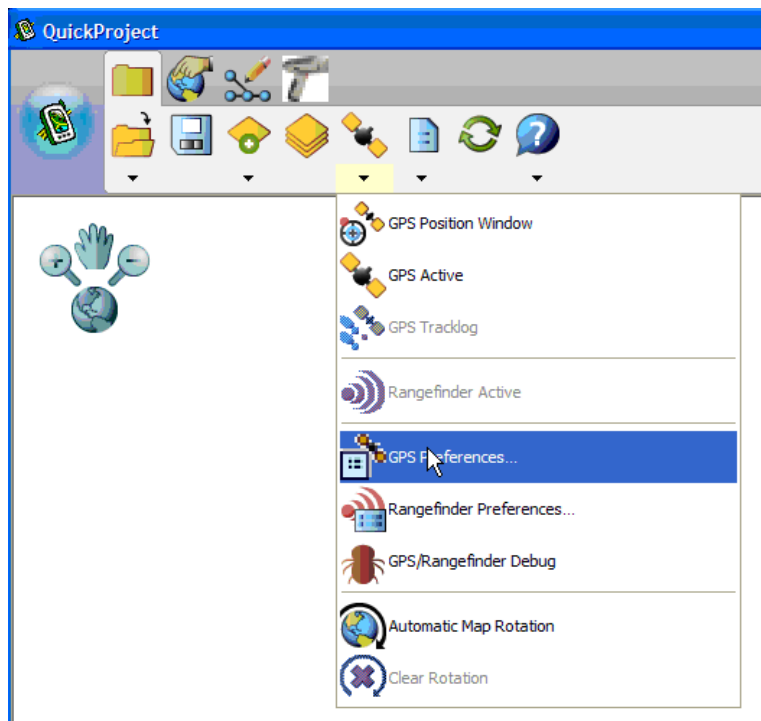 QuickProject
GPS Position Window
GPS Active
GPS Tracklog
Rangefinder Active
GPS Preferences...
Rangefinder Preferences...
GPS/Rangefinder Debug
Automatic Map Rotation
Clear Rotation